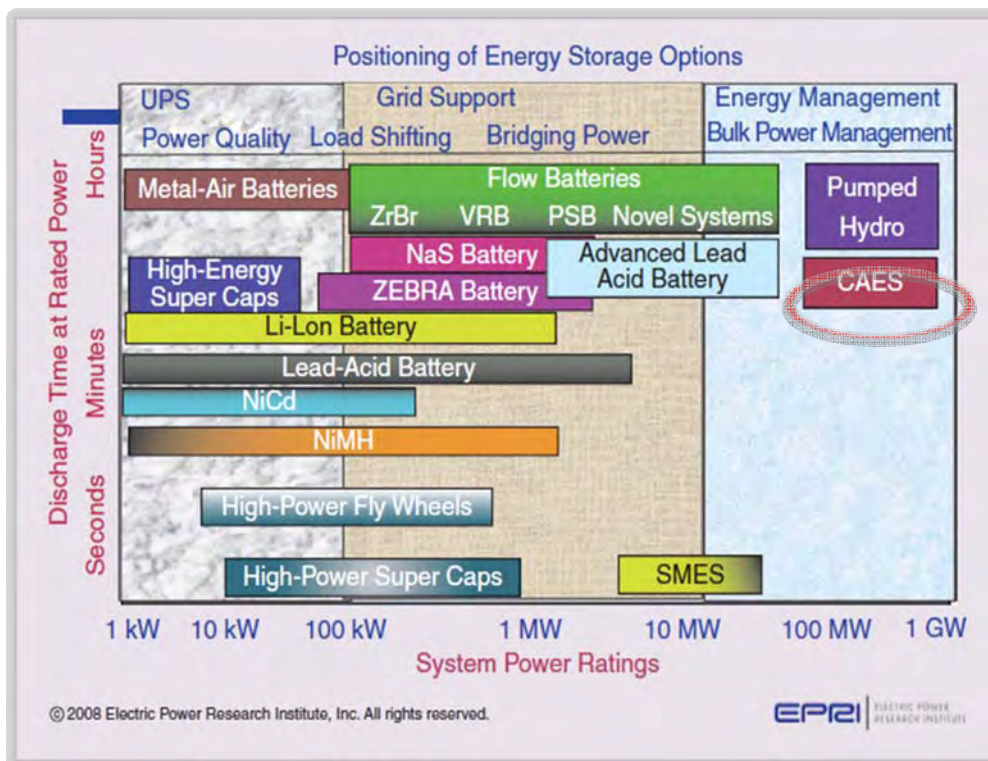 Positioning of Energy Storage Options
UPS
Grid Support
Energy Management
Power Quality
Load Shifting
Bridging Power
Bulk Power Management
Discharge Time at Rated Power
Hours
Minutes
Seconds
Metal-Air Batteries
Flow Batteries
ZrBr VRB PSB Novel Systems
Pumped
Hydro
NaS Battery
Advanced Lead
Acid Battery
High-Energy
Super Caps
ZEBRA Battery
CAES
Li-Lon Battery
Lead-Acid Battery
NiCd
NiMH
High-Power Fly Wheels
High-Power Super Caps
SMES
1 kW 10 kW 100 kW 1 MW 10 MW 100 MW 1 GW
System Power Ratings
© 2008 Electric Power Research Institute, Inc. All rights reserved.
EPRI
ELECTRIC POWER
RESEARCH INSTITUTE